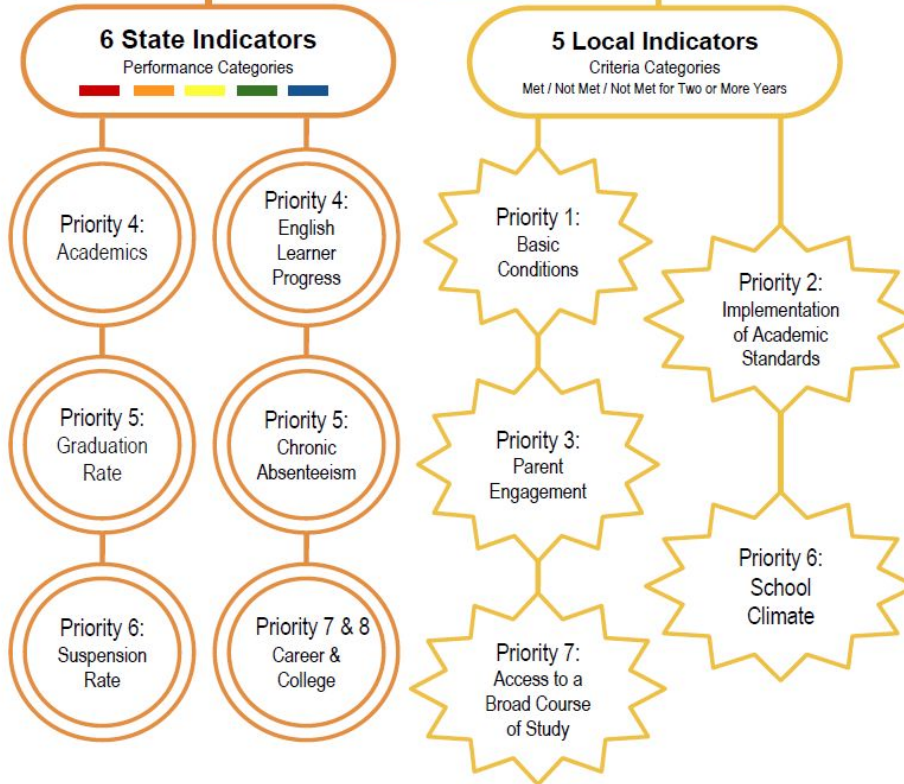 6 State Indicators
Performance Categories
5 Local Indicators
Criteria Categories
Met / Not Met / Not Met for Two or More Years
Priority 4:
Academics
Priority 4:
English
Learner
Progress
Priority 5:
Graduation
Rate
Priority 5:
Chronic
Absenteeism
Priority 6:
Suspension
Rate
Priority 7 & 8
Career &
College
Priority 1:
Basic
Conditions
Priority 2:
Implementation
of Academic
Standards
Priority 3:
Parent
Engagement
Priority 6:
School
Climate
Priority 7:
Access to a
Broad Course
of Study